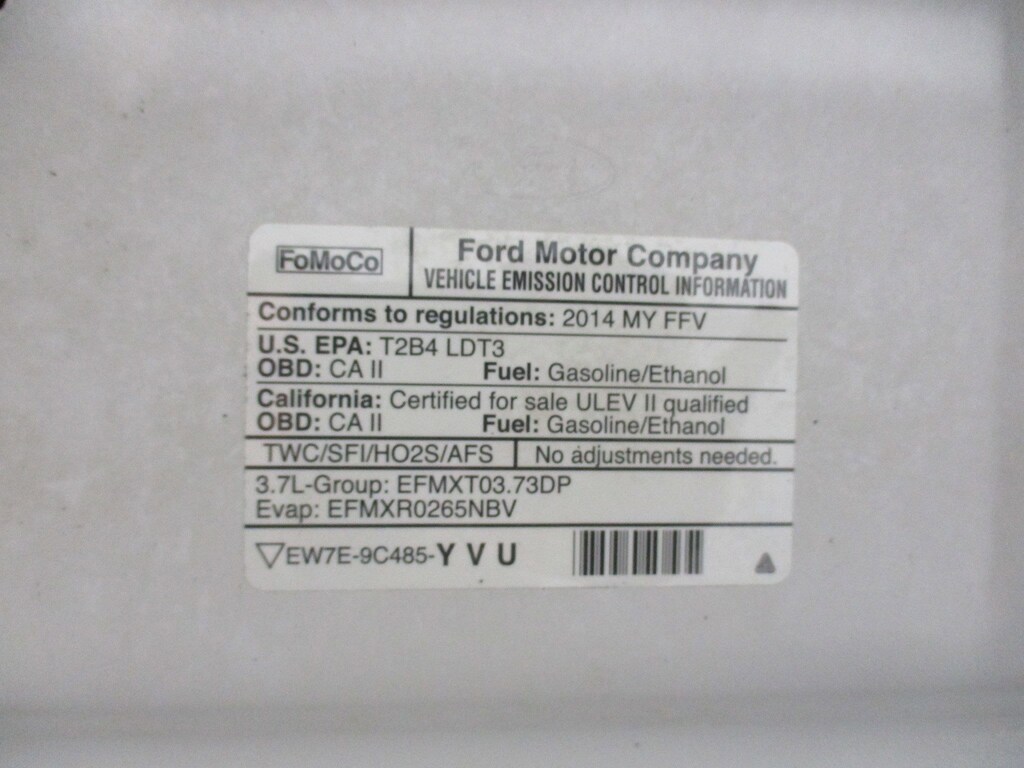 FoMoCo
Ford Motor Company
VEHICLE EMISSION CONTROL INFORMATION
Conforms to regulations: 2014 MY FFV
U.S. EPA: T2B4 LDT3
OBD: CA II Fuel: Gasoline/Ethanol
California: Certified for sale ULEV II qualified
OBD: CA II Fuel: Gasoline/Ethanol
TWC/SFI/HO2S/AFS No adjustments needed.
3.7L-Group: EFMXT03.73DP
Evap: EFMXR0265NBV
EW7E-9C485-Y V U